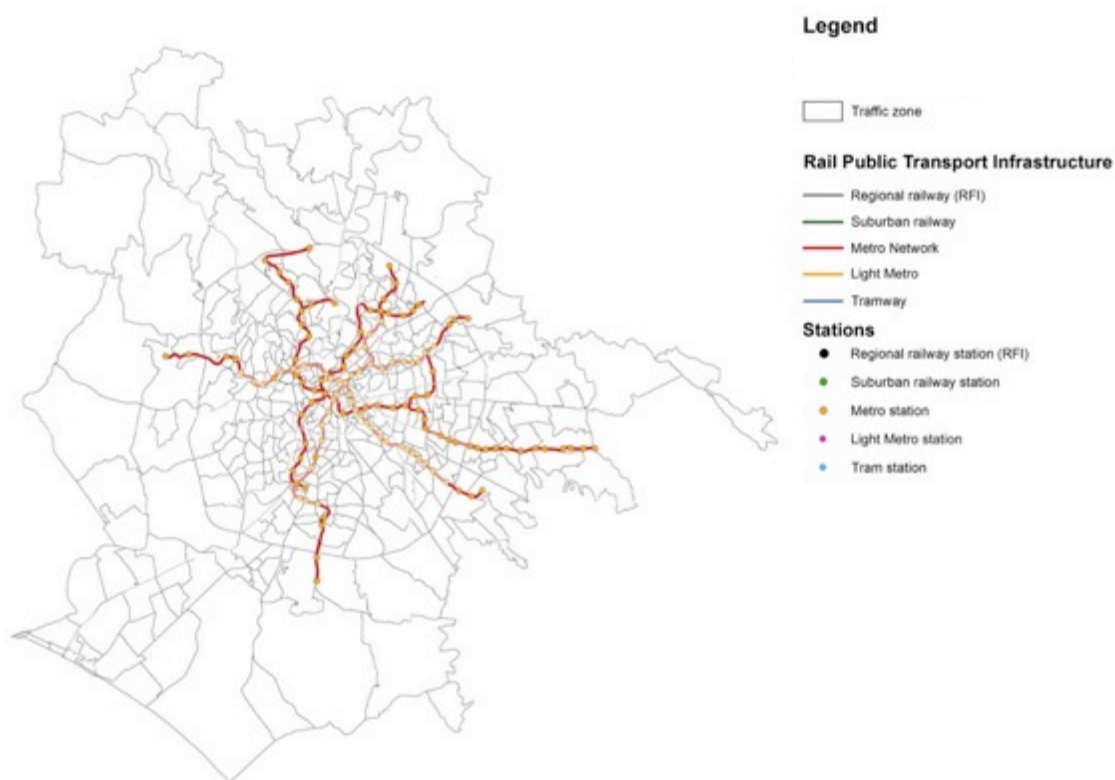 Legend
Traffic zone
Rail Public Transport Infrastructure
Regional railway (RFI)
Suburban railway
Metro Network
Light Metro
Tramway
Stations
Regional railway station (RFI)
Suburban railway station
Metro station
Light Metro station
Tram station